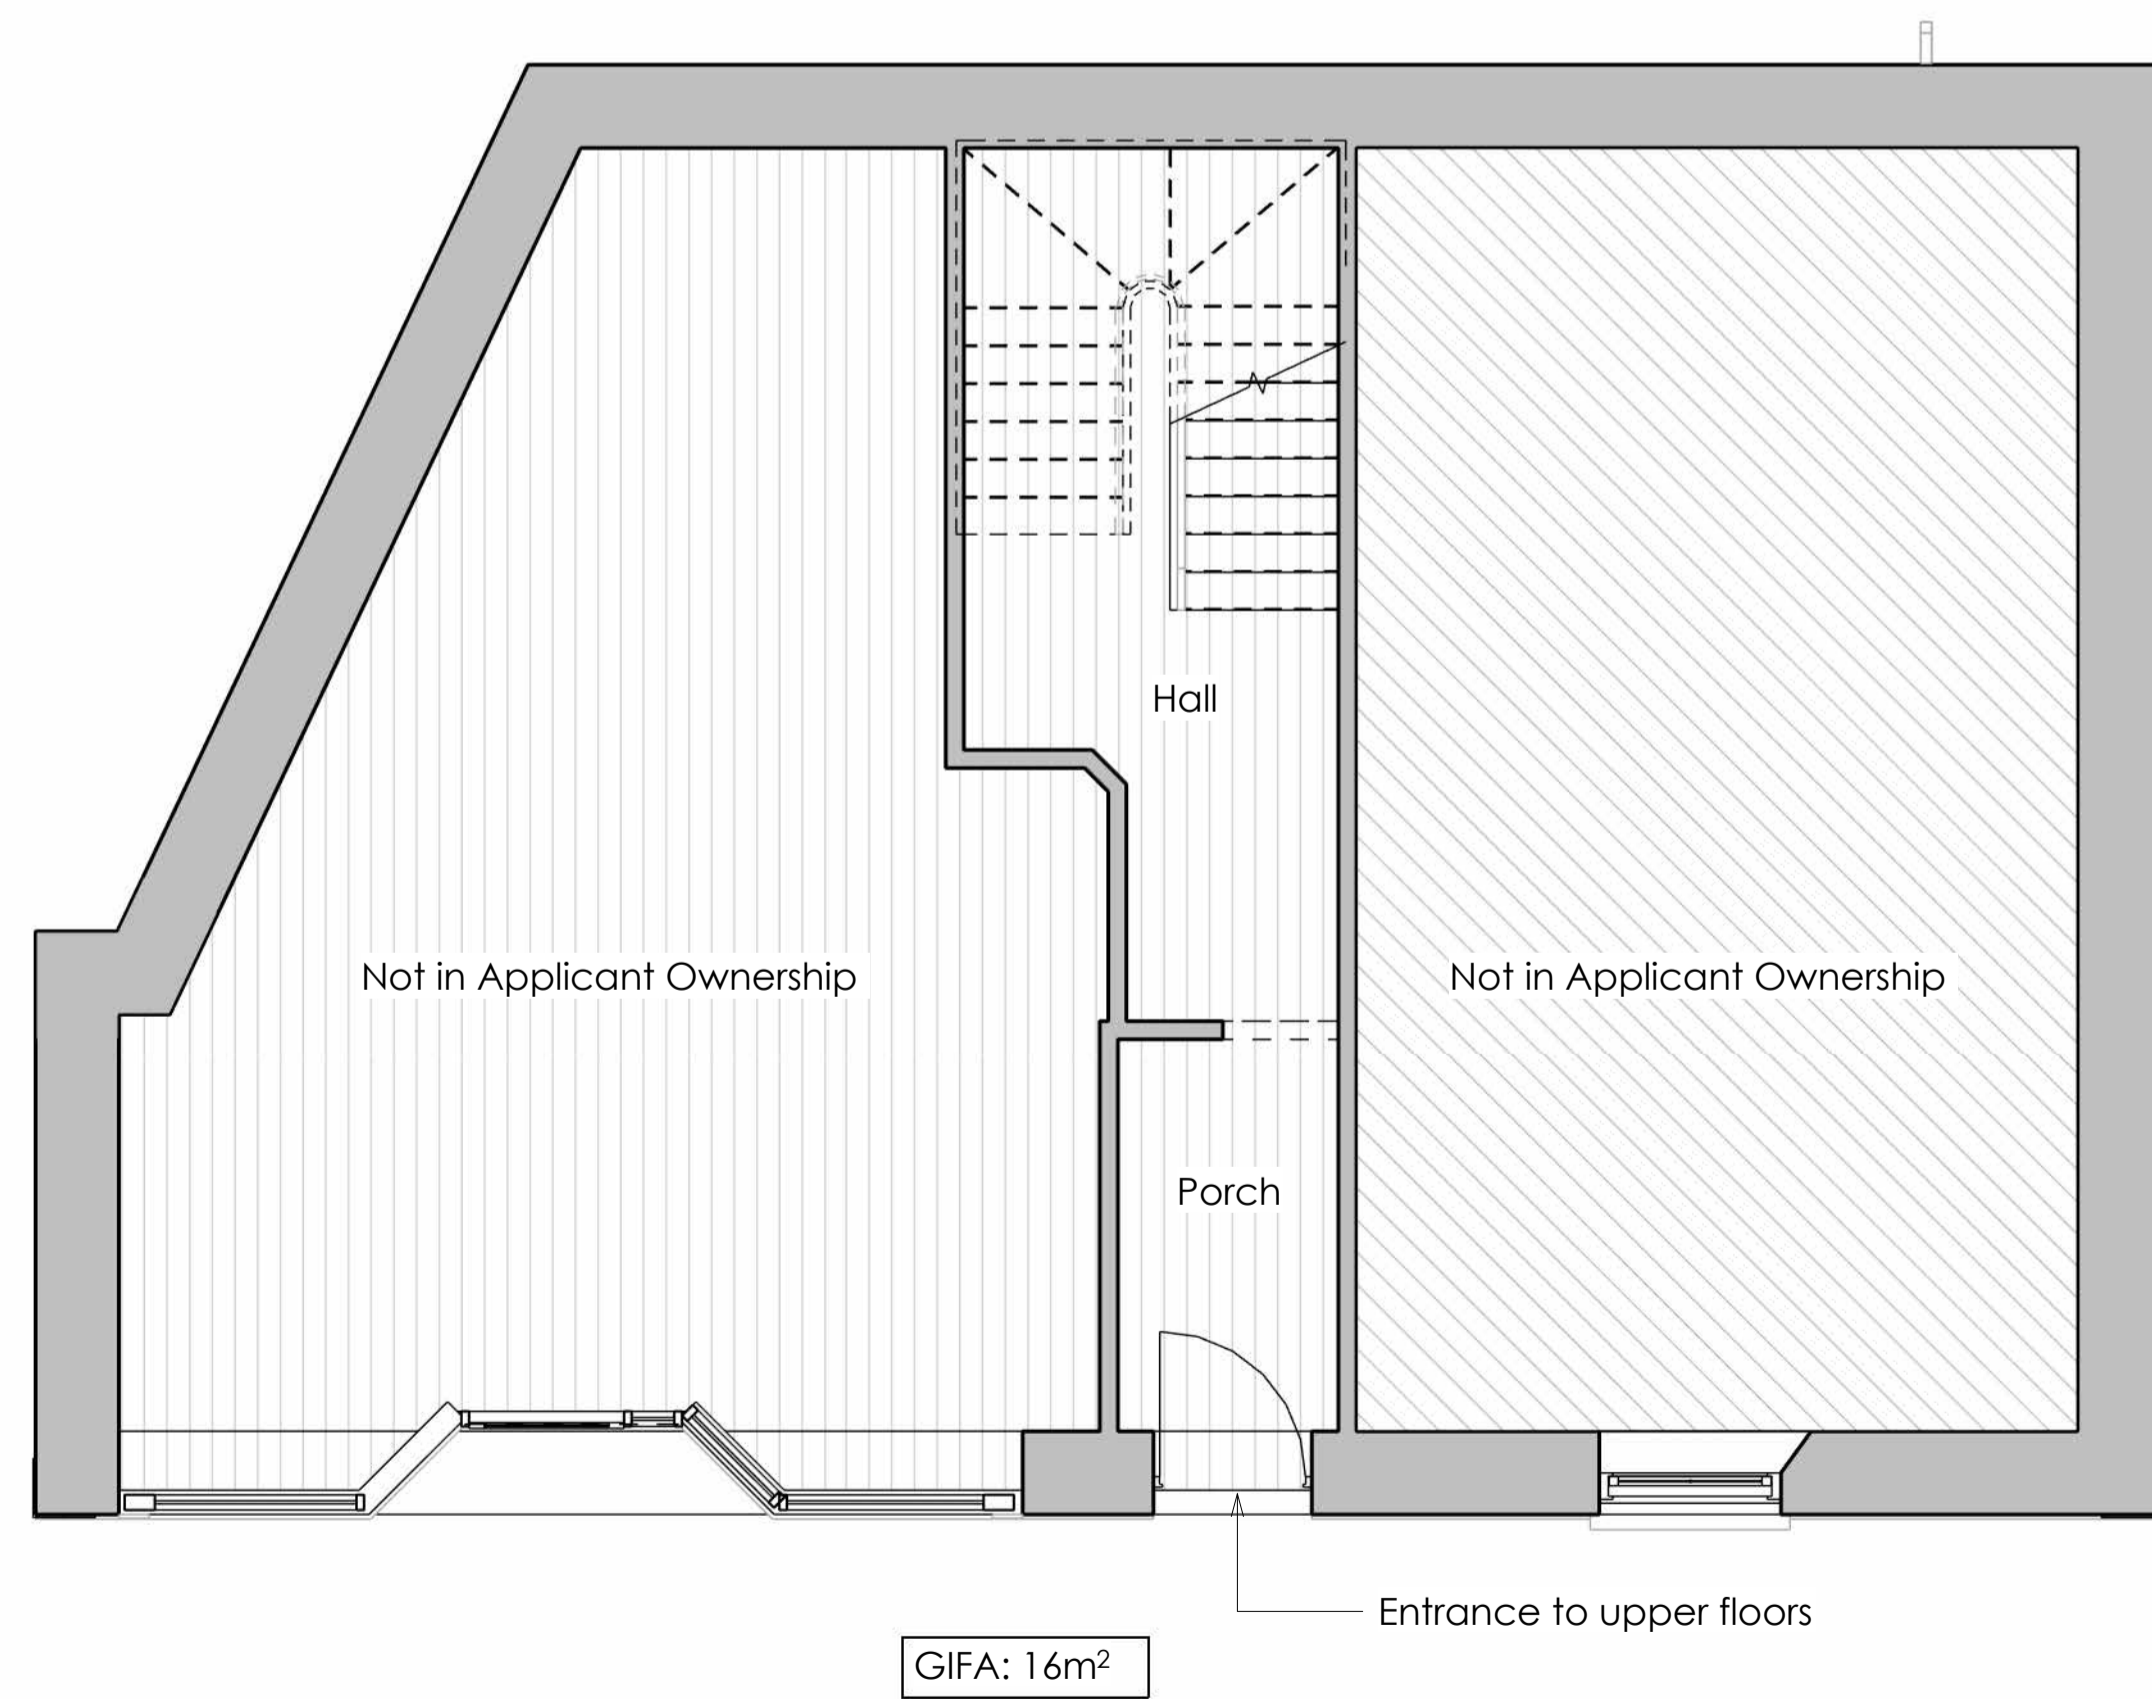 Hall
Not in Applicant Ownership
Not in Applicant Ownership
Porch
Entrance to upper floors
GIFA: 16m²